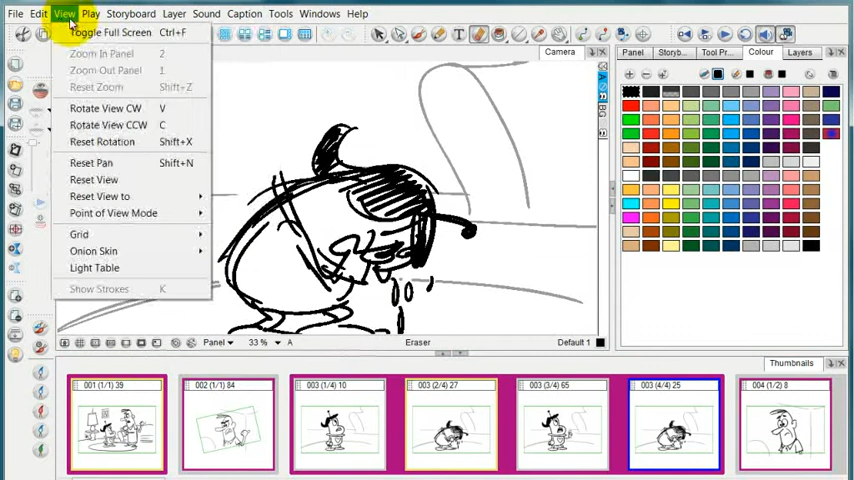 File Edit View Play Storyboard Layer Sound Caption Tools Windows Help
Toggle Full Screen Ctrl+F
Zoom In Panel 2
Zoom Out Panel 1
Reset Zoom Shift+Z
Rotate View CW V
Rotate View CCW C
Reset Rotation Shift+X
Reset Pan Shift+N
Reset View
Reset View to
Point of View Mode
Grid
Onion Skin
Light Table
Show Strokes K
Camera
A
B
BG
Panel Storyb... Tool Pr... Colour Layers
Panel 33 % A Eraser Default 1
Thumbnails
001 (1/1) 39
002 (1/1) 84
003 (1/4) 10
003 (2/4) 27
003 (3/4) 65
003 (4/4) 25
004 (1/2) 8